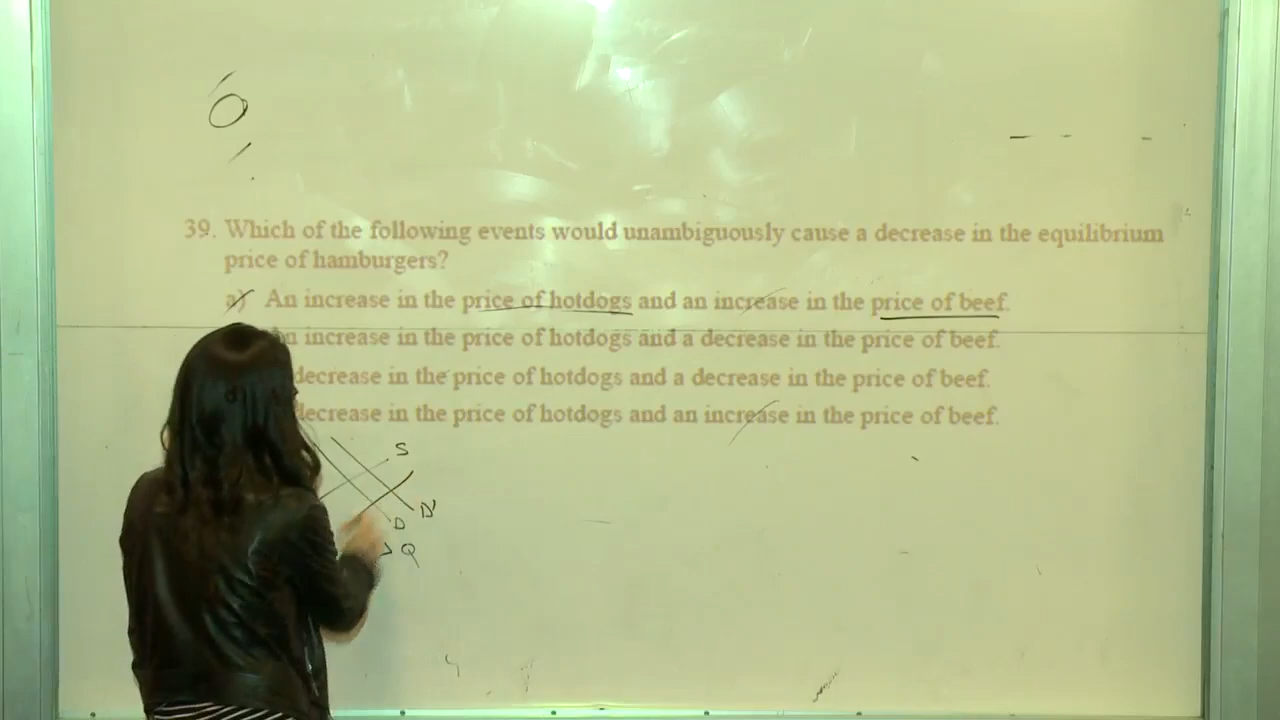 39. Which of the following events would unambiguously cause a decrease in the equilibrium
price of hamburgers?
a) An increase in the price of hotdogs and an increase in the price of beef.
increase in the price of hotdogs and a decrease in the price of beef.
decrease in the price of hotdogs and a decrease in the price of beef.
decrease in the price of hotdogs and an increase in the price of beef.
S
D'
D
Q